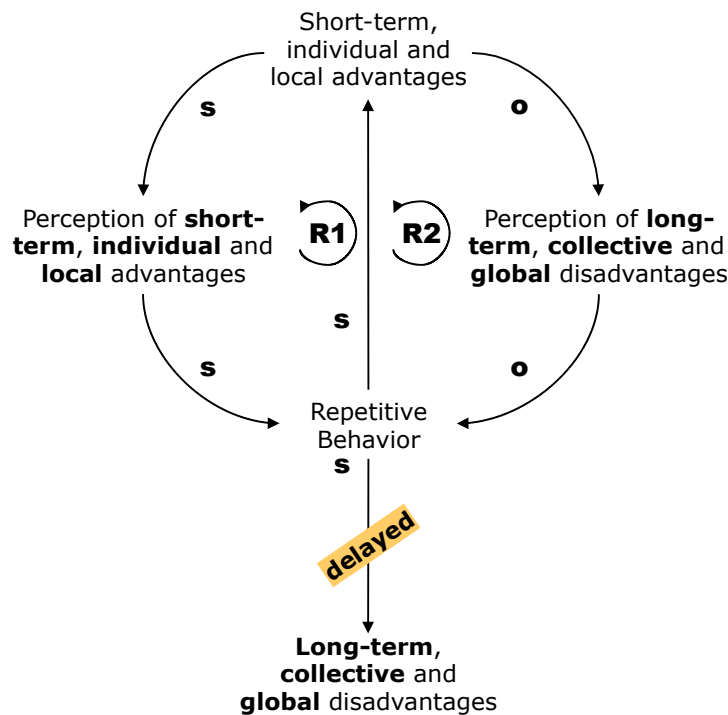 Short-term,
individual and
local advantages
s
o
Perception of short-
term, individual and
local advantages
R1
R2
Perception of long-
term, collective and
global disadvantages
s
s
o
Repetitive
Behavior
s
delayed
Long-term,
collective and
global disadvantages